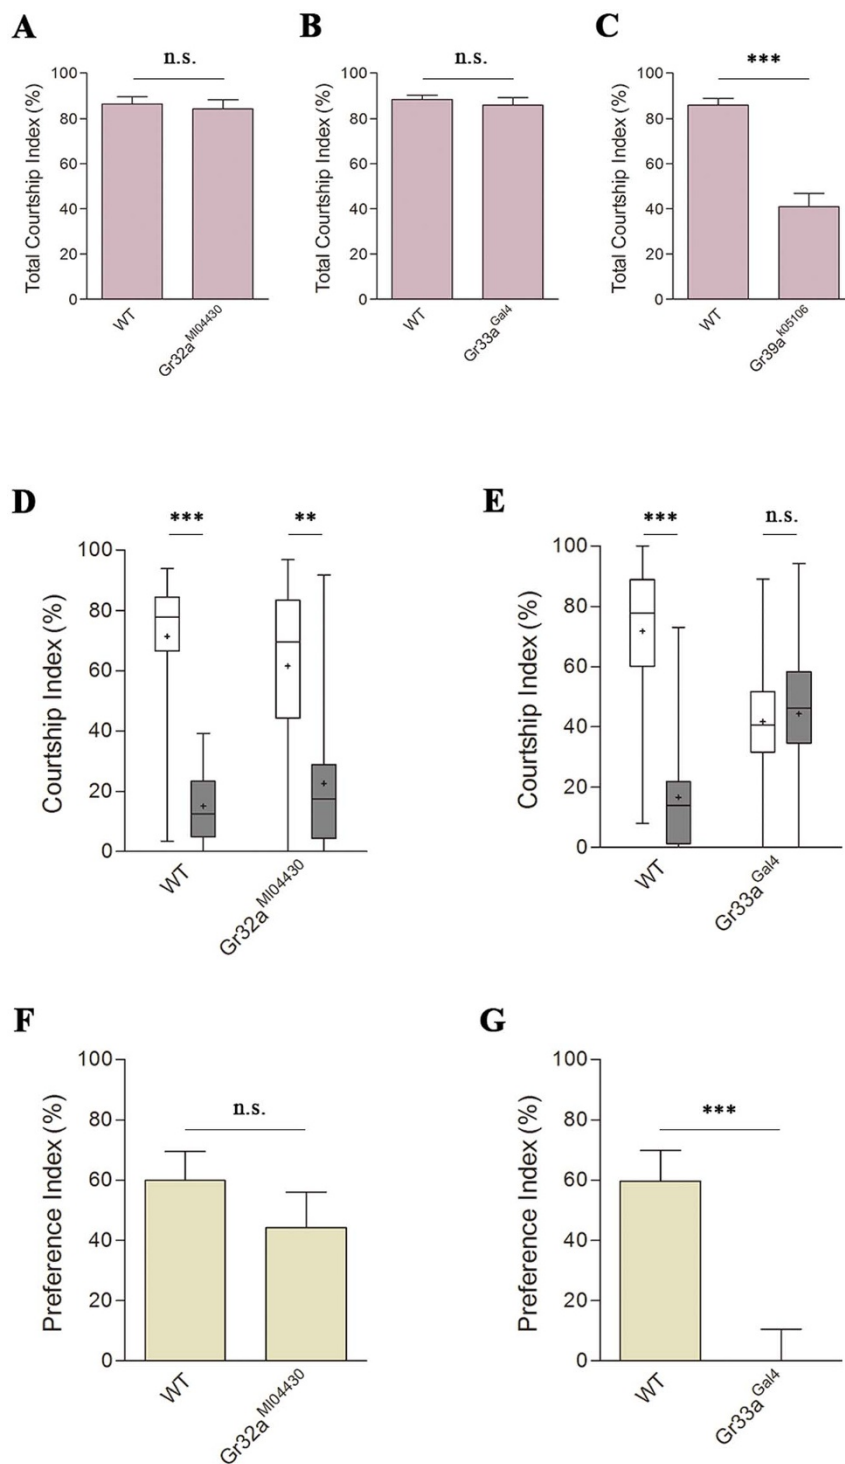 A
n.s.
Total Courtship Index (%)
100
80
60
40
20
0
WT
Gr32a MI04430
B
n.s.
Total Courtship Index (%)
100
80
60
40
20
0
WT
Gr33a Gal4
C
***
Total Courtship Index (%)
100
80
60
40
20
0
WT
Gr39a k05106
D
***
**
Courtship Index (%)
100
80
60
40
20
0
WT
Gr32a MI04430
E
***
n.s.
Courtship Index (%)
100
80
60
40
20
0
WT
Gr33a Gal4
F
n.s.
Preference Index (%)
100
80
60
40
20
0
WT
Gr32a MI04430
G
***
Preference Index (%)
100
80
60
40
20
0
WT
Gr33a Gal4